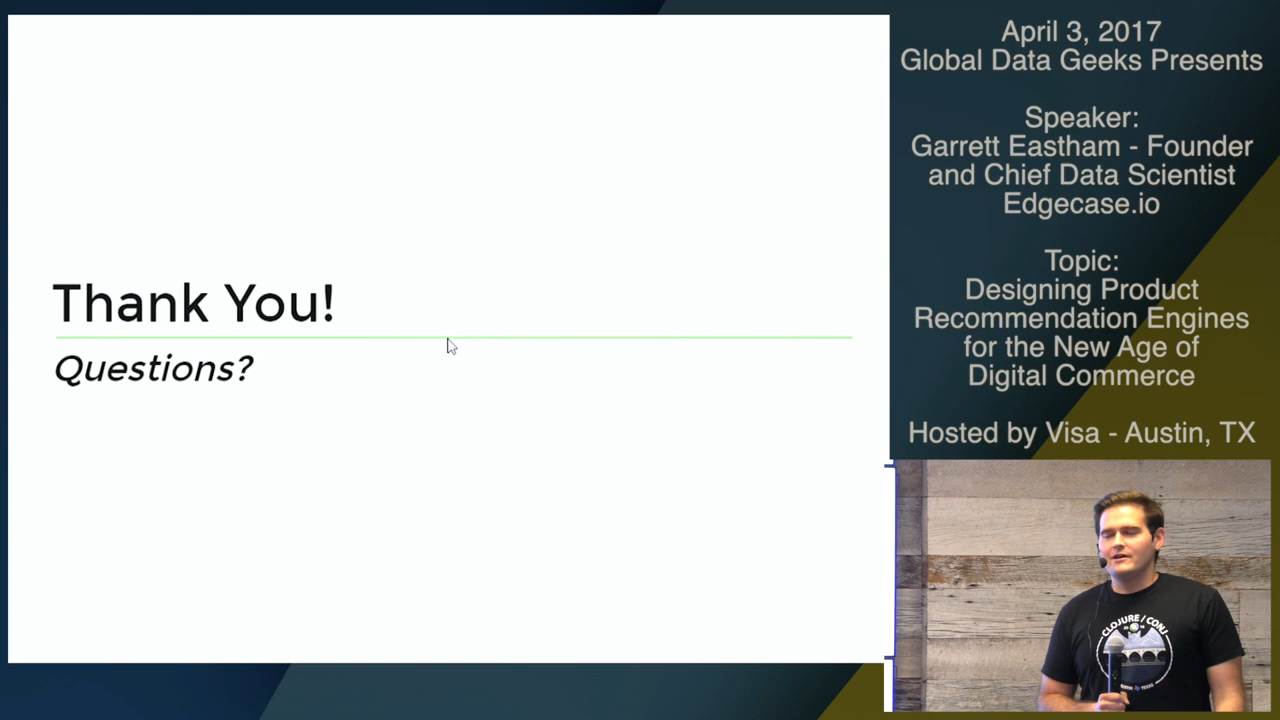 Thank You!
Questions?
April 3, 2017
Global Data Geeks Presents
Speaker:
Garrett Eastham - Founder
and Chief Data Scientist
Edgecase.io
Topic:
Designing Product
Recommendation Engines
for the New Age of
Digital Commerce
Hosted by Visa - Austin, TX
CLOJURE/CONJ
TEXAS